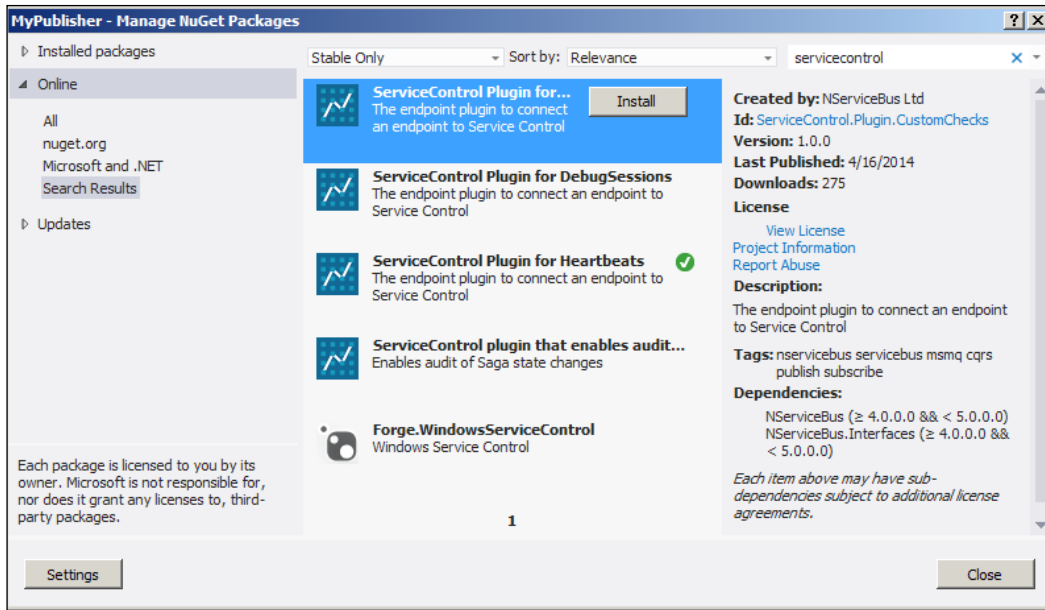 MyPublisher - Manage NuGet Packages
? X
Installed packages
Online
All
nuget.org
Microsoft and .NET
Search Results
Updates
Each package is licensed to you by its
owner. Microsoft is not responsible for,
nor does it grant any licenses to, third-
party packages.
Settings
Stable Only
Sort by: Relevance
servicecontrol
ServiceControl Plugin for...
The endpoint plugin to connect
an endpoint to Service Control
Install
ServiceControl Plugin for DebugSessions
The endpoint plugin to connect an endpoint to
Service Control
ServiceControl Plugin for Heartbeats
The endpoint plugin to connect an endpoint to
Service Control
ServiceControl plugin that enables audit...
Enables audit of Saga state changes
Forge.WindowsServiceControl
Windows Service Control
1
Created by: NServiceBus Ltd
Id: ServiceControl.Plugin.CustomChecks
Version: 1.0.0
Last Published: 4/16/2014
Downloads: 275
License
View License
Project Information
Report Abuse
Description:
The endpoint plugin to connect an endpoint
to Service Control
Tags: nservicebus servicebus msmq cqrs
publish subscribe
Dependencies:
NServiceBus (≥ 4.0.0.0 && < 5.0.0.0)
NServiceBus.Interfaces (≥ 4.0.0.0 &&
< 5.0.0.0)
Each item above may have sub-
dependencies subject to additional license
agreements.
Close